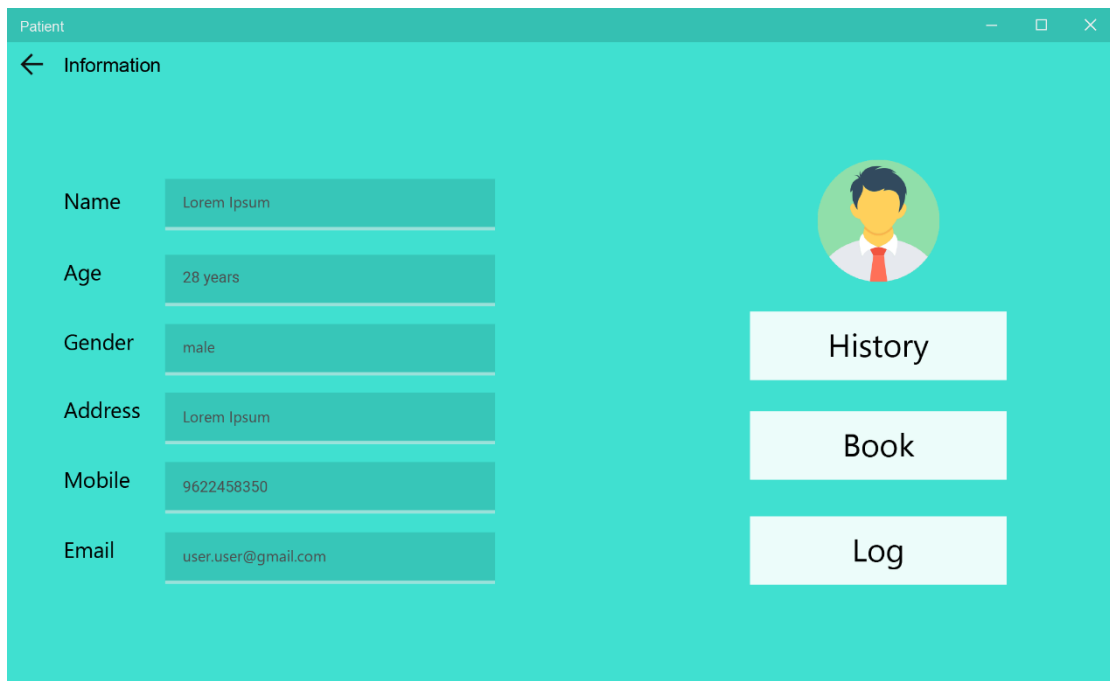 Patient
Information
Name
Lorem Ipsum
Age
28 years
Gender
male
Address
Lorem Ipsum
Mobile
9622458350
Email
user.user@gmail.com
History
Book
Log